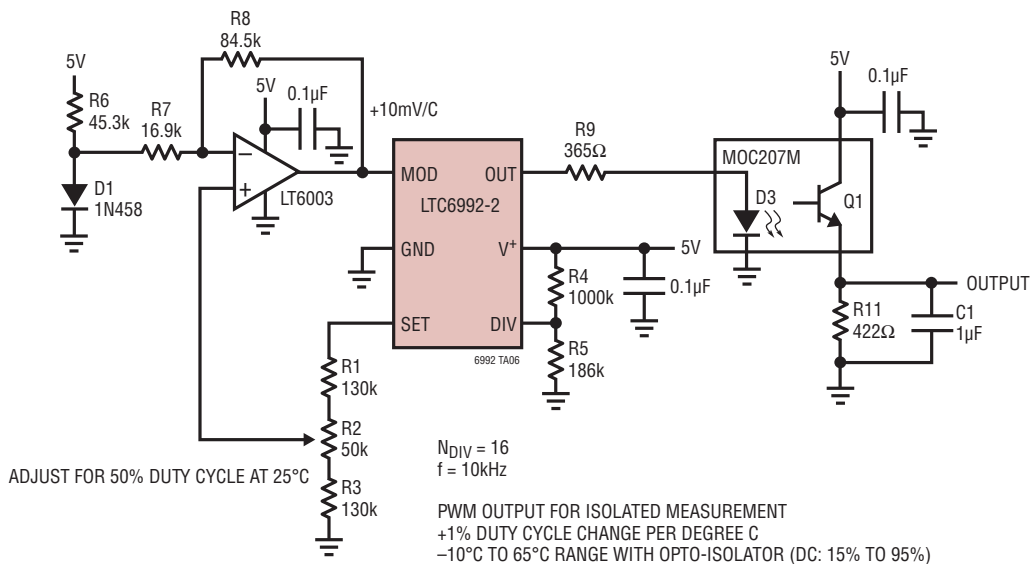 R8
84.5k
5V
R6
45.3k
R7
16.9k
5V
0.1µF
+10mV/C
D1
1N458
−
+
LT6003
MOD
OUT
LTC6992-2
GND
V+
SET
DIV
6992 TA06
R9
365Ω
5V
0.1µF
MOC207M
D3
Q1
5V
R4
1000k
0.1µF
R5
186k
OUTPUT
R11
422Ω
C1
1µF
R1
130k
R2
50k
R3
130k
ADJUST FOR 50% DUTY CYCLE AT 25°C
NDIV = 16
f = 10kHz
PWM OUTPUT FOR ISOLATED MEASUREMENT
+1% DUTY CYCLE CHANGE PER DEGREE C
–10°C TO 65°C RANGE WITH OPTO-ISOLATOR (DC: 15% TO 95%)